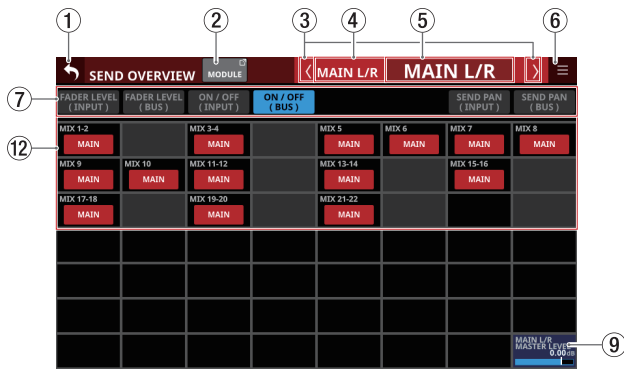 1 2 3 4 5 6
SEND OVERVIEW MODULE MAIN L/R MAIN L/R
7
FADER LEVEL FADER LEVEL ON / OFF ON / OFF SEND PAN SEND PAN
( INPUT ) ( BUS ) ( INPUT ) ( BUS ) ( INPUT ) ( BUS )
12
MIX 1-2 MIX 3-4 MIX 5 MIX 6 MIX 7 MIX 8
MAIN MAIN MAIN MAIN MAIN MAIN
MIX 9 MIX 10 MIX 11-12 MIX 13-14 MIX 15-16
MAIN MAIN MAIN MAIN MAIN
MIX 17-18 MIX 19-20 MIX 21-22
MAIN MAIN MAIN
MAIN L/R
MASTER LEVEL
0.00 dB
9